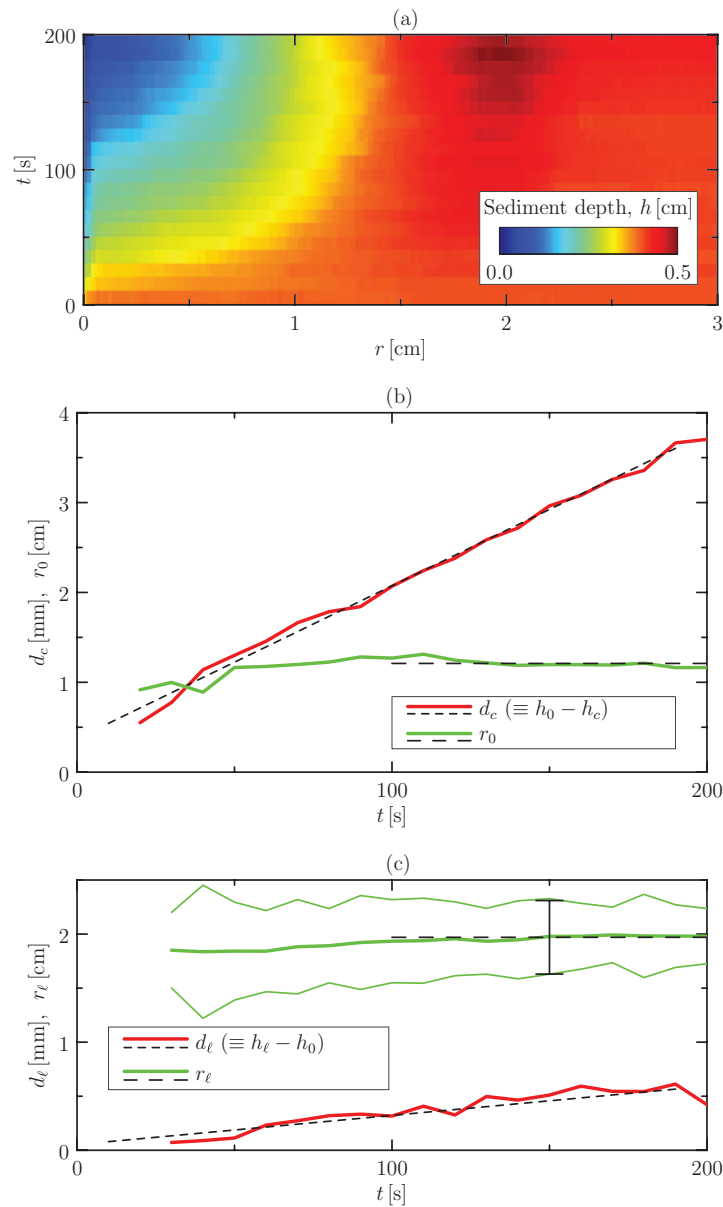 (a)
200
100
0
t [s]
Sediment depth, h [cm]
0.0 0.5
0 1 2 3
r [cm]
(b)
4
3
2
1
0
d_c [mm], r_0 [cm]
d_c (≡ h_0 − h_c)
r_0
0 100 200
t [s]
(c)
2
1
0
d_ℓ [mm], r_ℓ [cm]
d_ℓ (≡ h_ℓ − h_0)
r_ℓ
0 100 200
t [s]